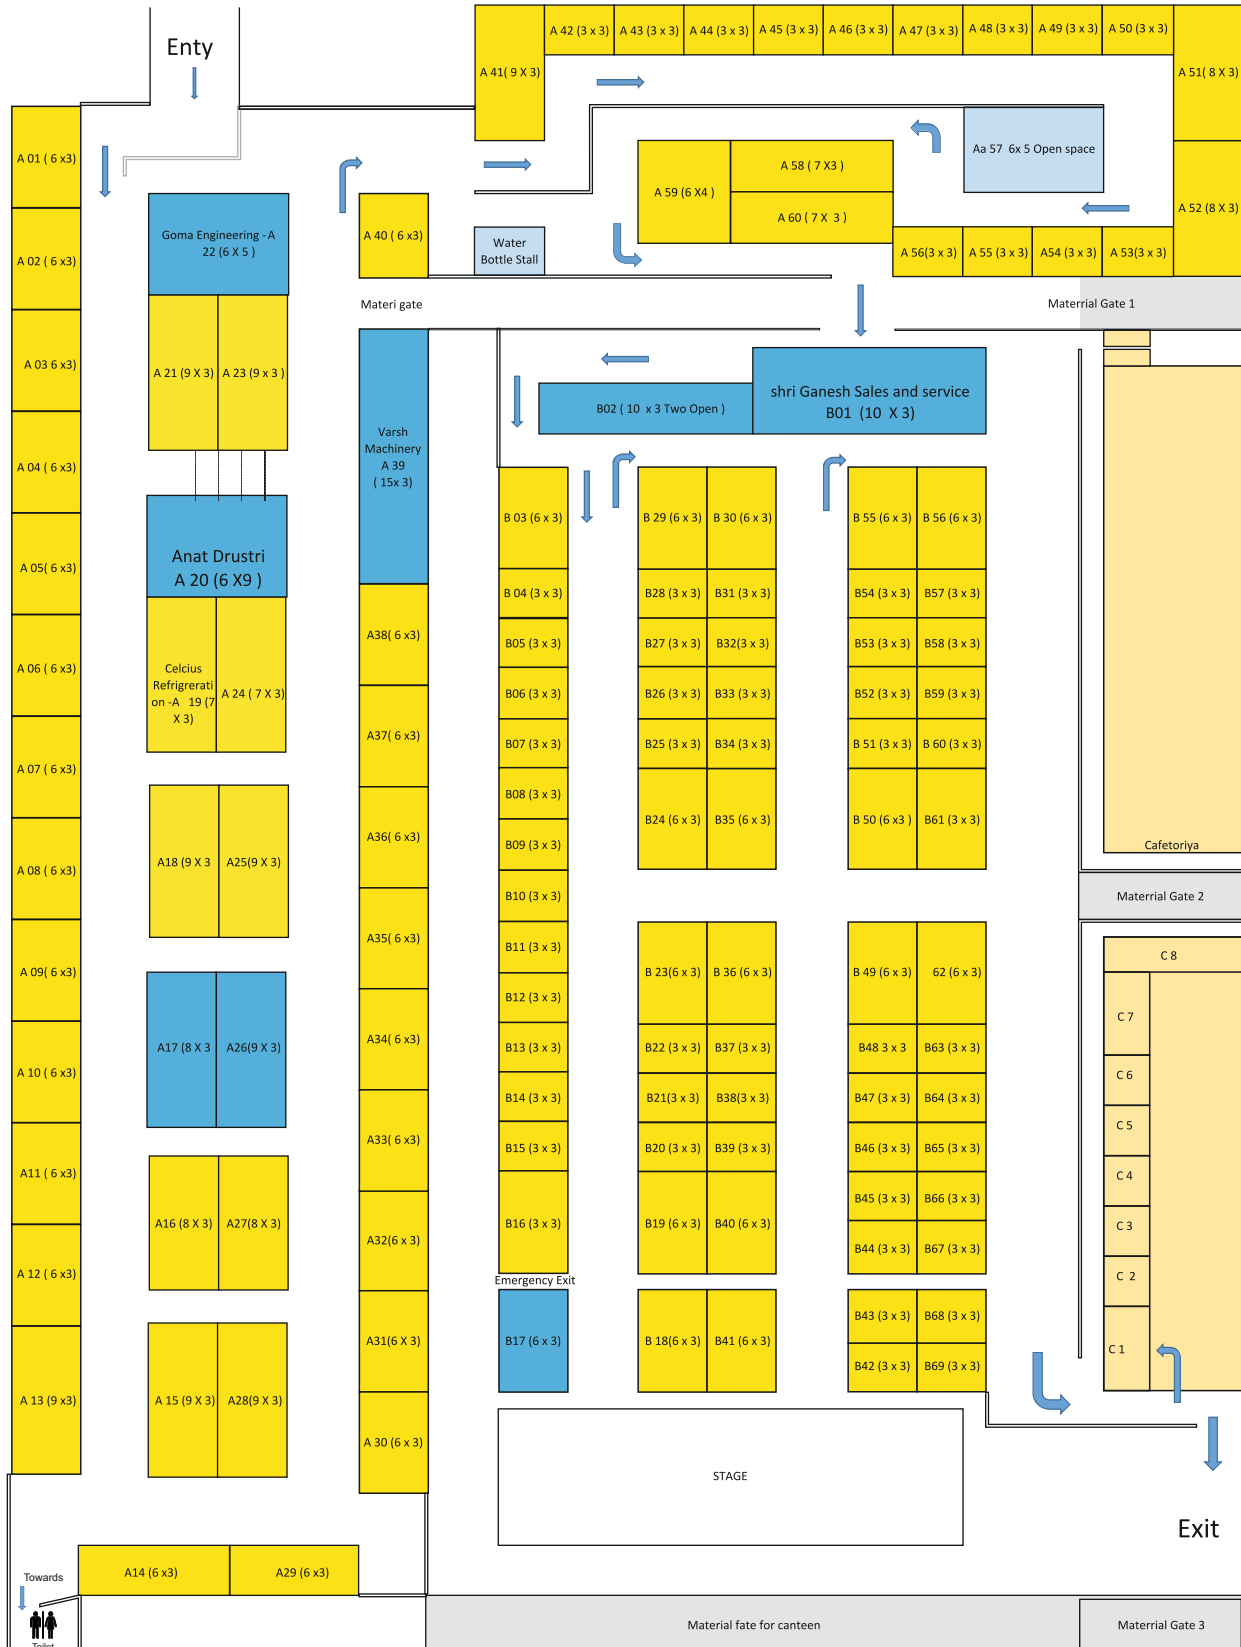 Enty
A 41( 9 X 3)
A 42 (3 x 3)
A 43 (3 x 3)
A 44 (3 x 3)
A 45 (3 x 3)
A 46 (3 x 3)
A 47 (3 x 3)
A 48 (3 x 3)
A 49 (3 x 3)
A 50 (3 x 3)
A 51( 8 X 3)
A 52 (8 X 3)
Aa 57  6x 5 Open space
A 58 ( 7 X3 )
A 59 (6 X4 )
A 60 ( 7 X  3 )
A 56(3 x 3)
A 55 (3 x 3)
A54 (3 x 3)
A 53(3 x 3)
Water
Bottle Stall
A 40 ( 6 x3)
Materi gate
Materrial Gate 1
A 01 ( 6 x3)
A 02 ( 6 x3)
A 03 6 x3)
A 04 ( 6 x3)
A 05( 6 x3)
A 06 ( 6 x3)
A 07 ( 6 x3)
A 08 ( 6 x3)
A 09( 6 x3)
A 10 ( 6 x3)
A11 ( 6 x3)
A 12 ( 6 x3)
A 13 (9 x3)
Goma Engineering - A
22 (6 X 5 )
A 21 (9 X 3)
A 23 (9 x 3 )
Anat Drustri
A 20 (6 X9 )
Celcius
Refrigrerati
on -A   19 (7
X 3)
A 24 ( 7 X 3)
A18 (9 X 3
A25(9 X 3)
A17 (8 X 3
A26(9 X 3)
A16 (8 X 3)
A27(8 X 3)
A 15 (9 X 3)
A28(9 X 3)
A14 (6 x3)
A29 (6 x3)
Varsh
Machinery
A 39
( 15x 3)
A38( 6 x3)
A37( 6 x3)
A36( 6 x3)
A35( 6 x3)
A34( 6 x3)
A33( 6 x3)
A32(6 x 3)
A31(6 X 3)
A 30 (6 x 3)
B02 ( 10  x 3 Two Open )
shri Ganesh Sales and service
B01  (10  X 3)
B 03 (6 x 3)
B 04 (3 x 3)
B05 (3 x 3)
B06 (3 x 3)
B07 (3 x 3)
B08 (3 x 3)
B09 (3 x 3)
B10 (3 x 3)
B11 (3 x 3)
B12 (3 x 3)
B13 (3 x 3)
B14 (3 x 3)
B15 (3 x 3)
B16 (3 x 3)
Emergency Exit
B17 (6 x 3)
B 29 (6 x 3)
B 30 (6 x 3)
B28 (3 x 3)
B31 (3 x 3)
B27 (3 x 3)
B32(3 x 3)
B26 (3 x 3)
B33 (3 x 3)
B25 (3 x 3)
B34 (3 x 3)
B24 (6 x 3)
B35 (6 x 3)
B 23(6 x 3)
B 36 (6 x 3)
B22 (3 x 3)
B37 (3 x 3)
B21(3 x 3)
B38(3 x 3)
B20 (3 x 3)
B39 (3 x 3)
B19 (6 x 3)
B40 (6 x 3)
B 18(6 x 3)
B41 (6 x 3)
B 55 (6 x 3)
B 56 (6 x 3)
B54 (3 x 3)
B57 (3 x 3)
B53 (3 x 3)
B58 (3 x 3)
B52 (3 x 3)
B59 (3 x 3)
B 51 (3 x 3)
B 60 (3 x 3)
B 50 (6 x3 )
B61 (3 x 3)
B 49 (6 x 3)
62 (6 x 3)
B48 3 x 3
B63 (3 x 3)
B47 (3 x 3)
B64 (3 x 3)
B46 (3 x 3)
B65 (3 x 3)
B45 (3 x 3)
B66 (3 x 3)
B44 (3 x 3)
B67 (3 x 3)
B43 (3 x 3)
B68 (3 x 3)
B42 (3 x 3)
B69 (3 x 3)
Cafetoriya
Materrial Gate 2
C 8
C 7
C 6
C 5
C 4
C 3
C  2
C 1
STAGE
Exit
Towards
Toilet
Material fate for canteen
Materrial Gate 3